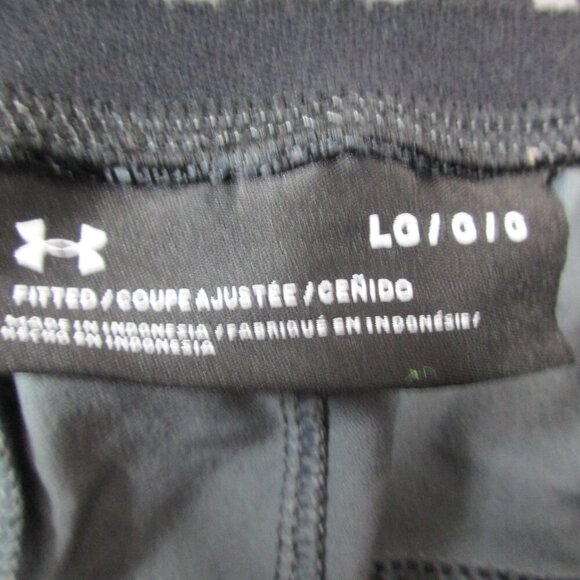 LG/G/G
FITTED/COUPE AJUSTÉE/CEÑIDO
MADE IN INDONESIA/FABRIQUÉ EN INDONÉSIE/
HECHO EN INDONESIA